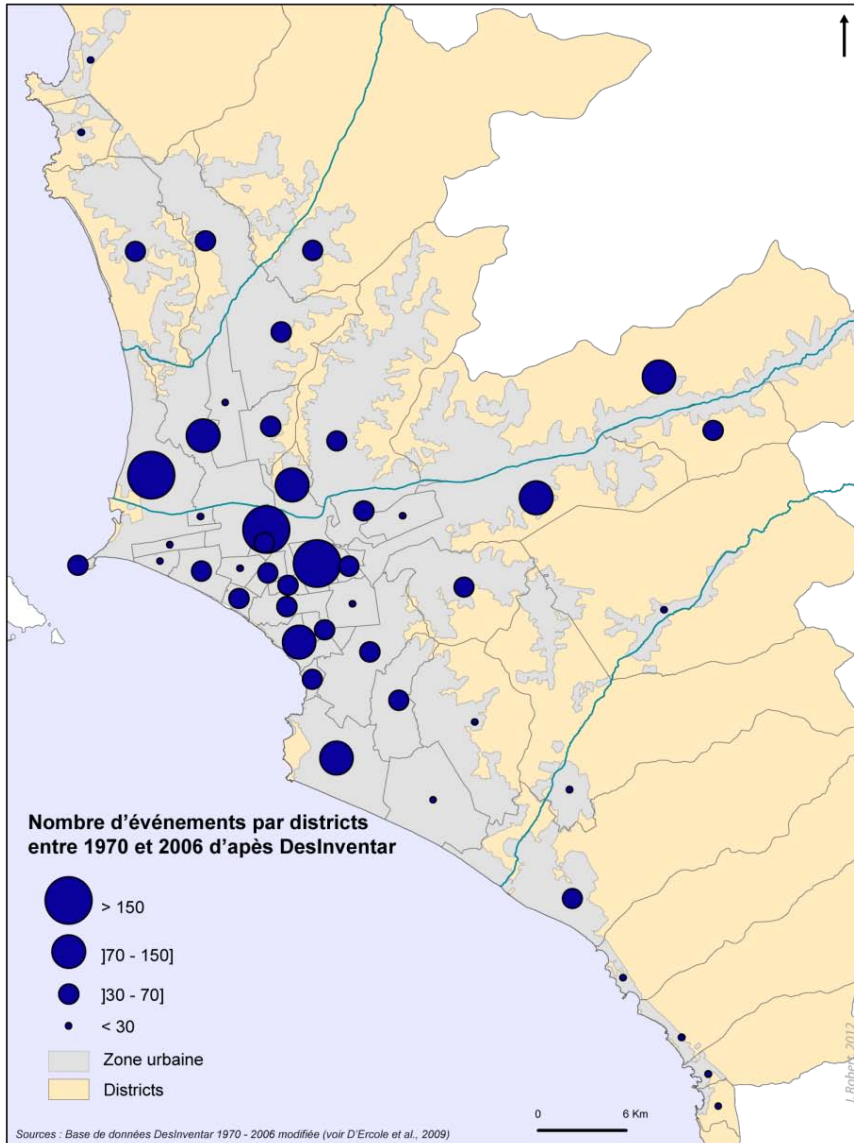 Nombre d'événements par districts
entre 1970 et 2006 d'apès DesInventar
> 150
]70 - 150]
]30 - 70]
< 30
Zone urbaine
Districts
0 6 Km
Sources : Base de données DesInventar 1970 - 2006 modifiée (voir D'Ercole et al., 2009)
J. Robert, 2012